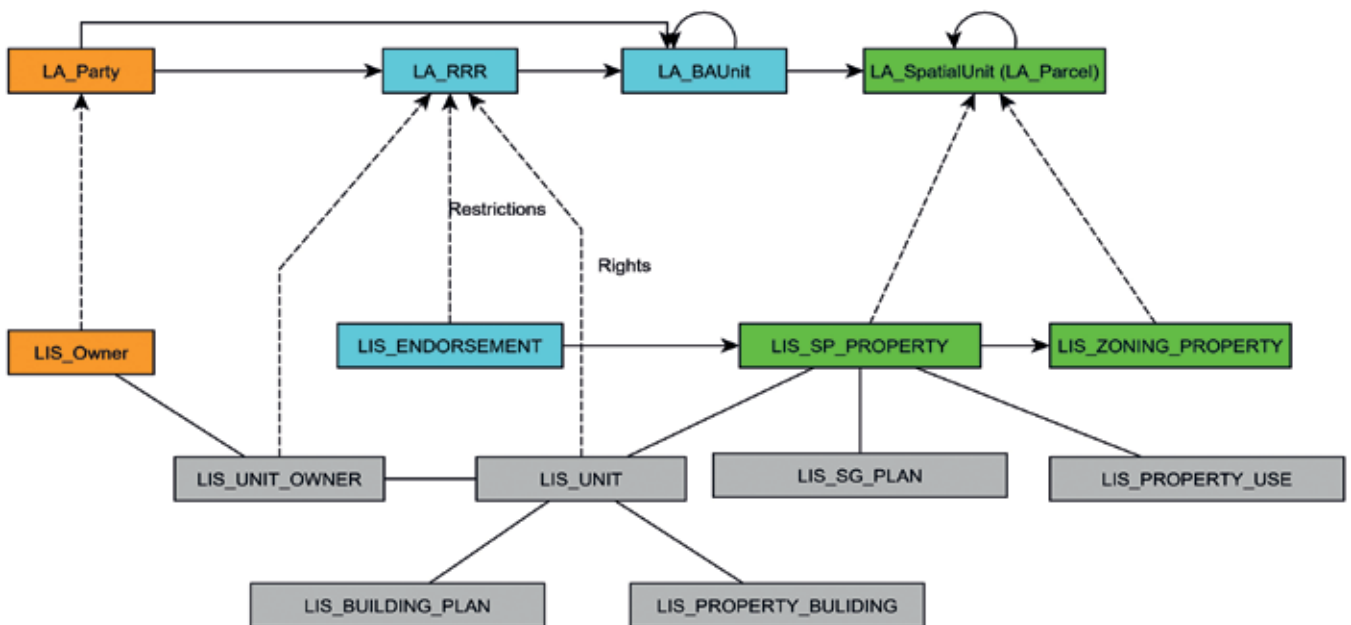 LA_Party
LA_RRR
LA_BAUnit
LA_SpatialUnit (LA_Parcel)
Restrictions
Rights
LIS_Owner
LIS_ENDORSEMENT
LIS_SP_PROPERTY
LIS_ZONING_PROPERTY
LIS_UNIT_OWNER
LIS_UNIT
LIS_SG_PLAN
LIS_PROPERTY_USE
LIS_BUILDING_PLAN
LIS_PROPERTY_BULIDING